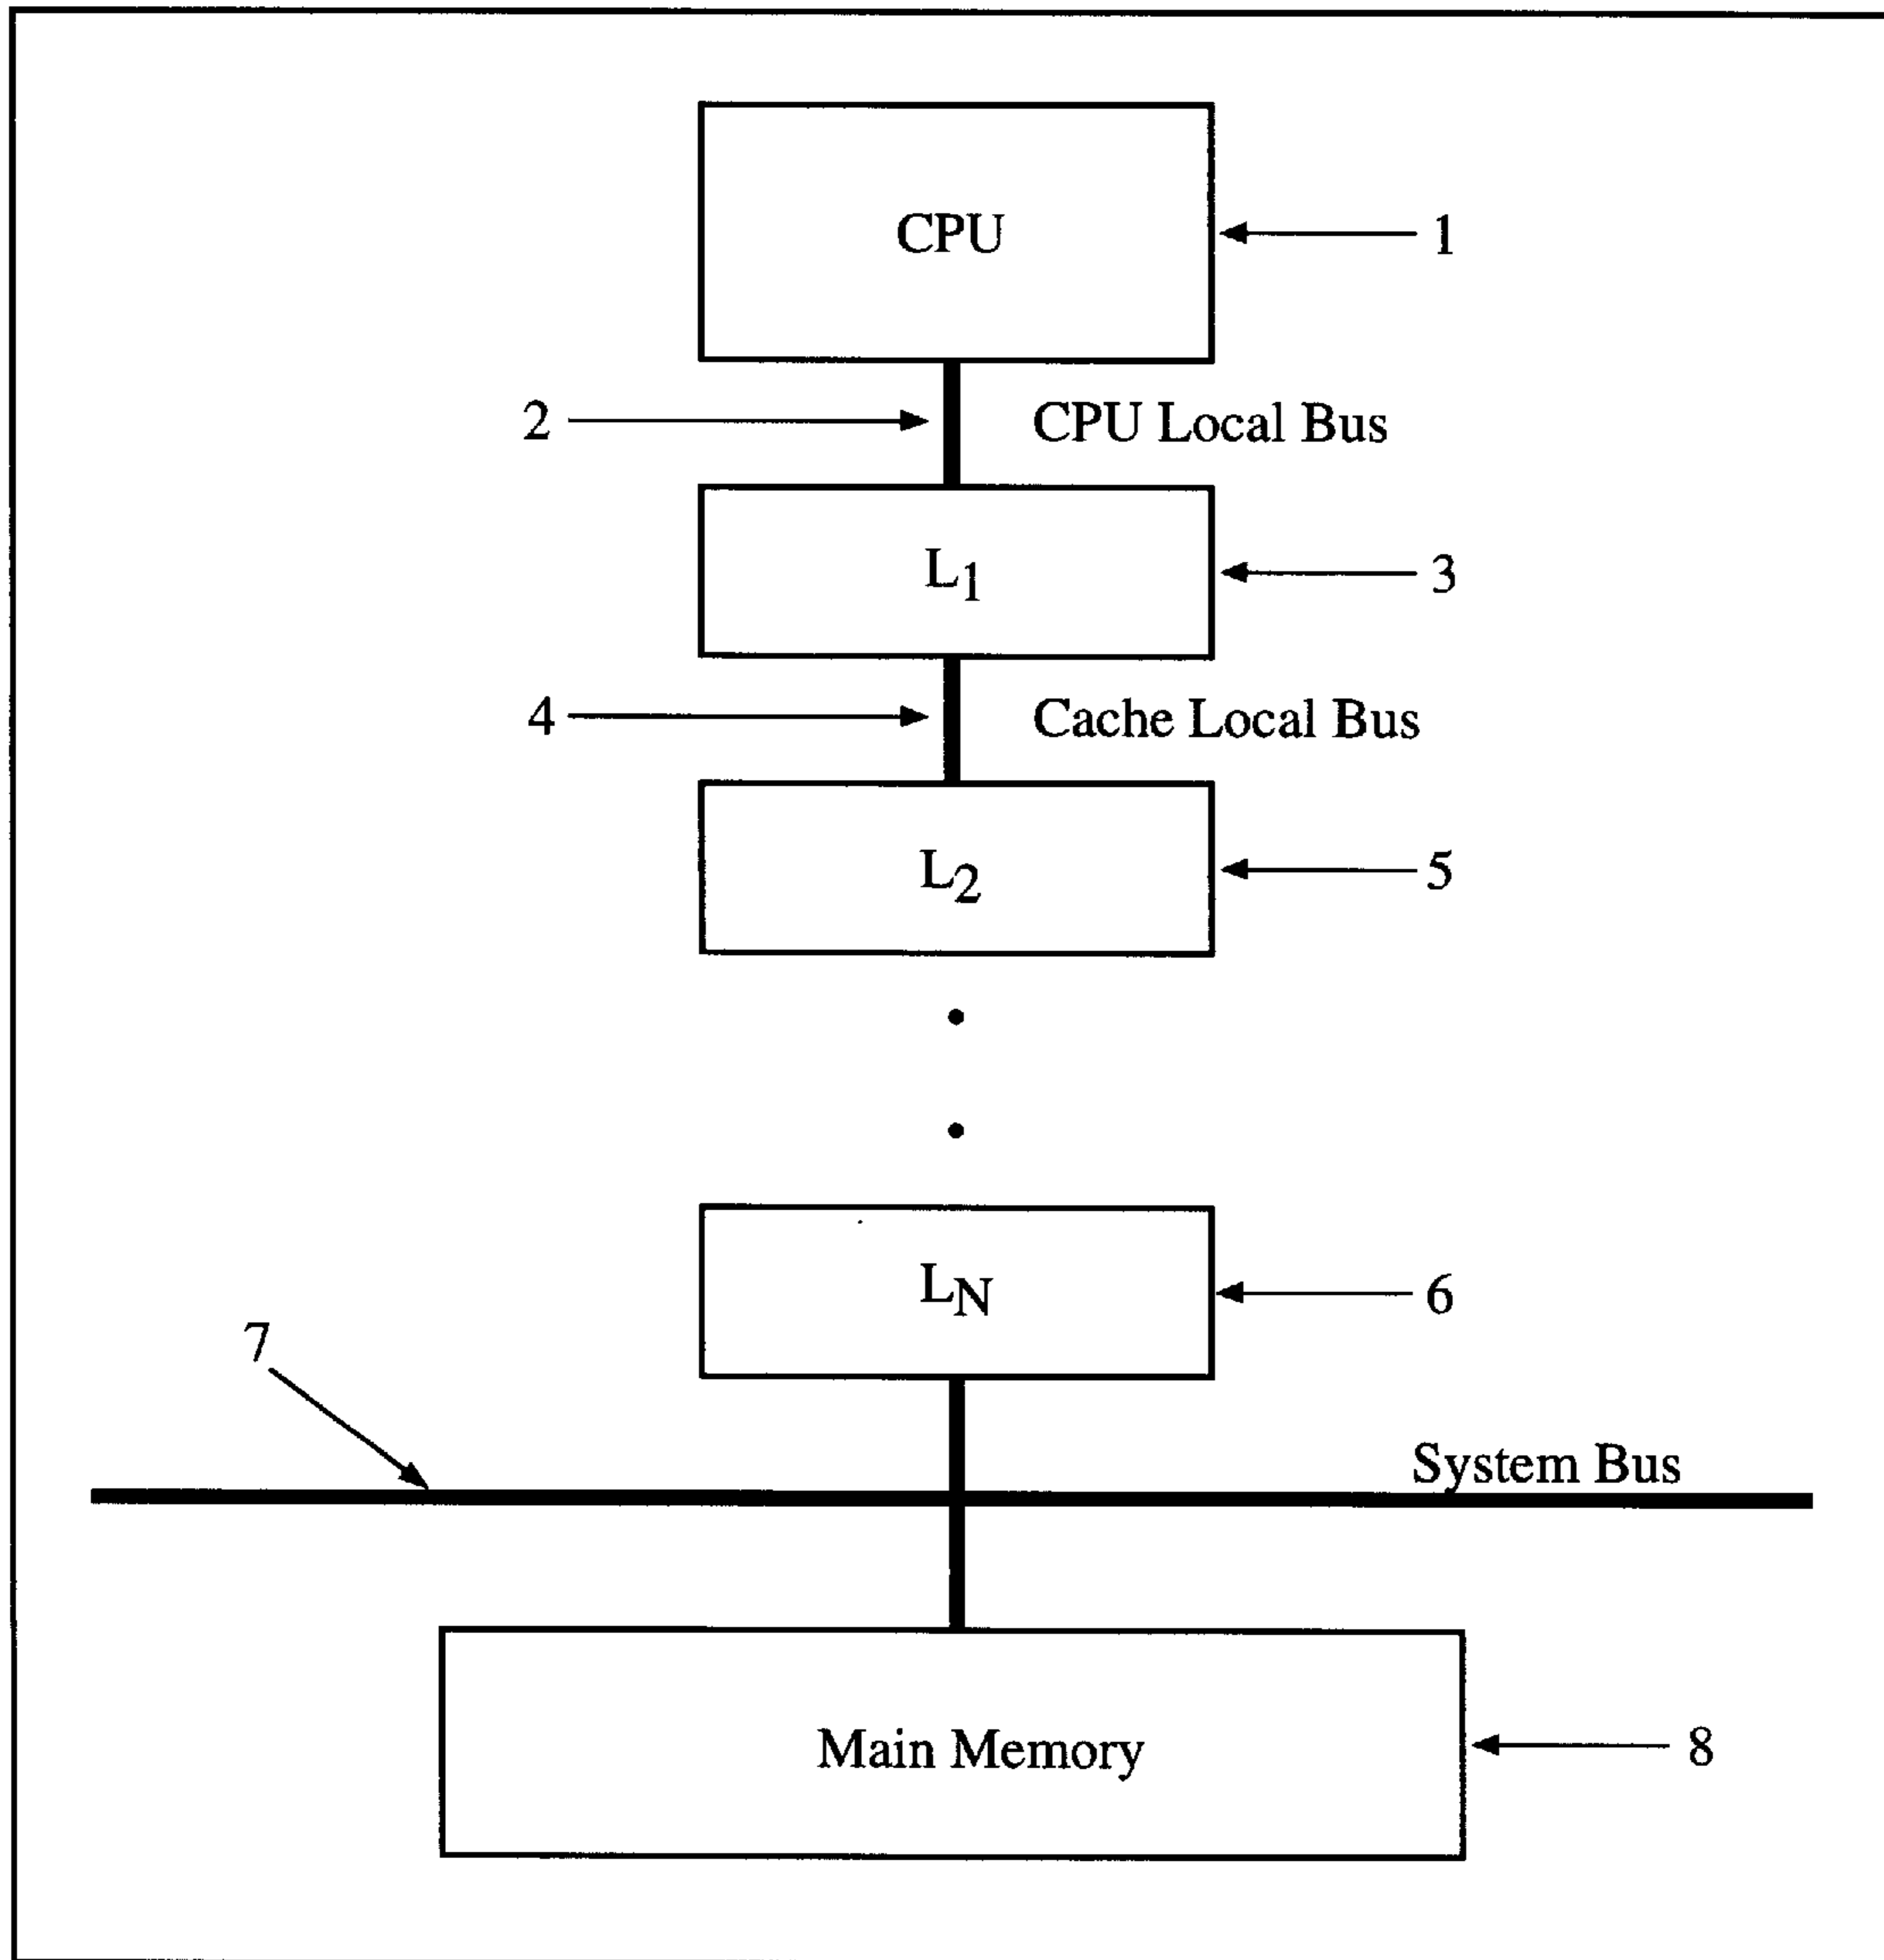 CPU
1
2
CPU Local Bus
L1
3
4
Cache Local Bus
L2
5
LN
6
7
System Bus
Main Memory
8